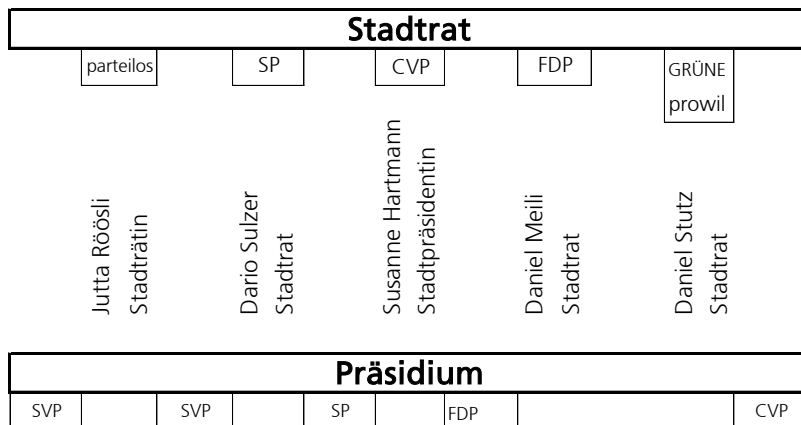 Stadtrat
parteilos
SP
CVP
FDP
GRÜNE
prowil
Jutta Röösli
Stadträtin
Dario Sulzer
Stadtrat
Susanne Hartmann
Stadtpräsidentin
Daniel Meili
Stadtrat
Daniel Stutz
Stadtrat
Präsidium
SVP
SVP
SP
FDP
CVP